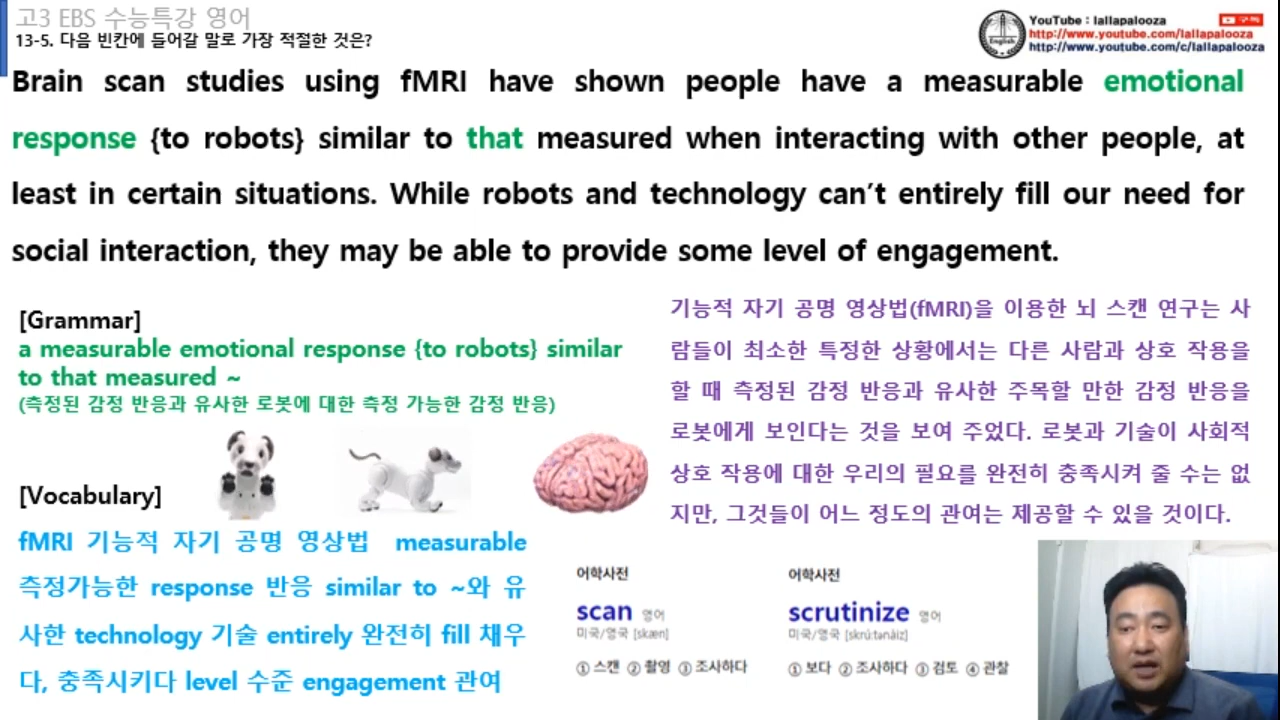 고3 EBS 수능특강 영어
13-5. 다음 빈칸에 들어갈 말로 가장 적절한 것은?
English
YouTube : lallapalooza
구독
http://www.youtube.com/lallapalooza
http://www.youtube.com/c/lallapalooza
Brain scan studies using fMRI have shown people have a measurable emotional
response {to robots} similar to that measured when interacting with other people, at
least in certain situations. While robots and technology can’t entirely fill our need for
social interaction, they may be able to provide some level of engagement.
[Grammar]
a measurable emotional response {to robots} similar
to that measured ~
(측정된 감정 반응과 유사한 로봇에 대한 측정 가능한 감정 반응)
[Vocabulary]
fMRI 기능적 자기 공명 영상법 measurable
측정가능한 response 반응 similar to ~와 유
사한 technology 기술 entirely 완전히 fill 채우
다, 충족시키다 level 수준 engagement 관여
기능적 자기 공명 영상법(fMRI)을 이용한 뇌 스캔 연구는 사
람들이 최소한 특정한 상황에서는 다른 사람과 상호 작용을
할 때 측정된 감정 반응과 유사한 주목할 만한 감정 반응을
로봇에게 보인다는 것을 보여 주었다. 로봇과 기술이 사회적
상호 작용에 대한 우리의 필요를 완전히 충족시켜 줄 수는 없
지만, 그것들이 어느 정도의 관여는 제공할 수 있을 것이다.
어학사전
scan 영어
미국/영국 [skæn]
① 스캔 ② 촬영 ③ 조사하다
어학사전
scrutinize 영어
미국/영국 [skrúːtənàiz]
① 보다 ② 조사하다 ③ 검토 ④ 관찰